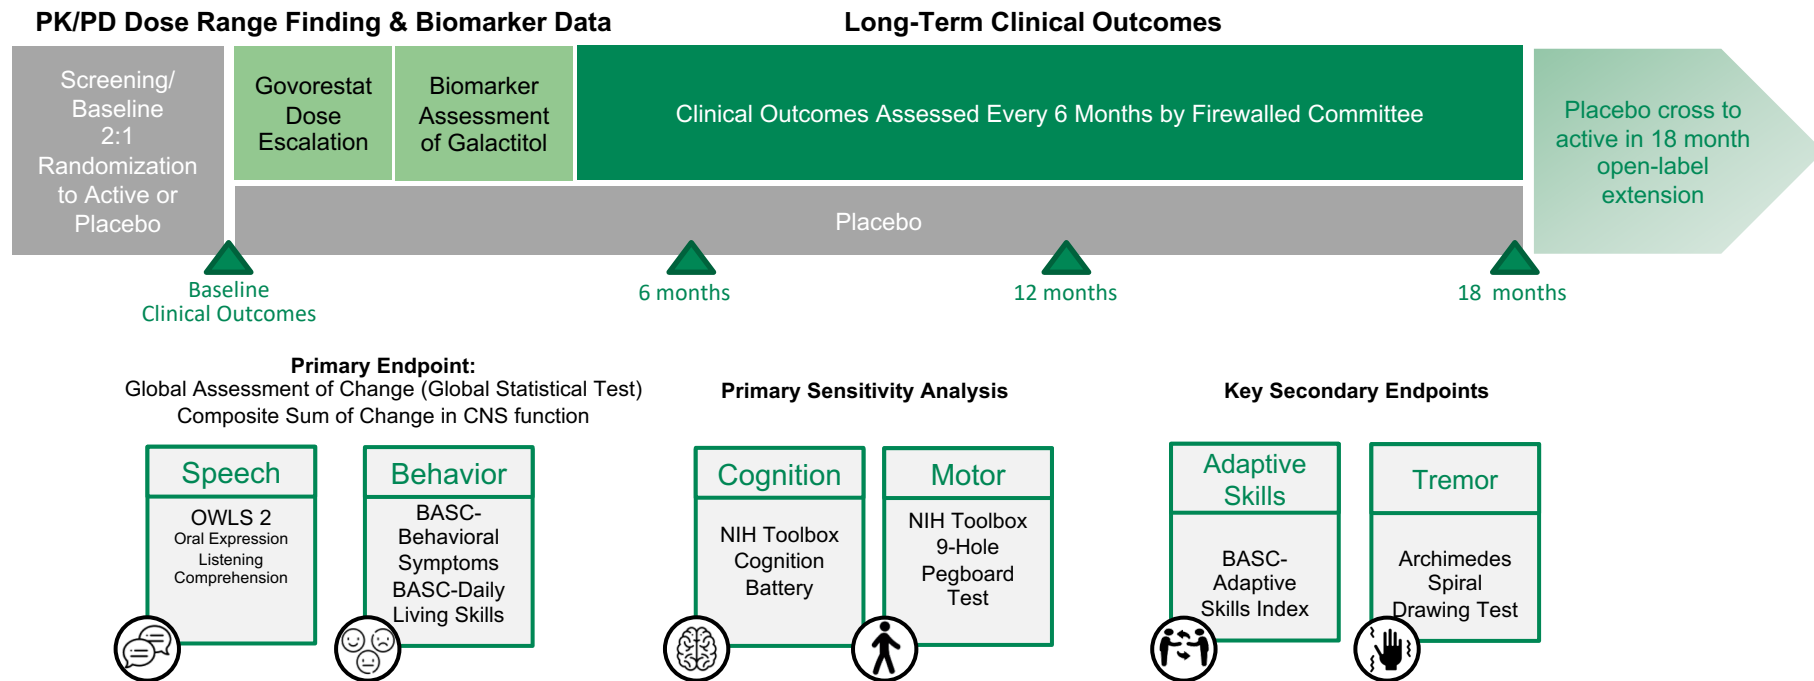 PK/PD Dose Range Finding & Biomarker Data
Long-Term Clinical Outcomes
Screening/
Baseline
2:1
Randomization
to Active or
Placebo
Govorestat
Dose
Escalation
Biomarker
Assessment
of Galactitol
Clinical Outcomes Assessed Every 6 Months by Firewalled Committee
Placebo cross to
active in 18 month
open-label
extension
Placebo
Baseline
Clinical Outcomes
6 months
12 months
18 months
Primary Endpoint:
Global Assessment of Change (Global Statistical Test)
Composite Sum of Change in CNS function
Primary Sensitivity Analysis
Key Secondary Endpoints
Speech
OWLS 2
Oral Expression
Listening
Comprehension
Behavior
BASC-
Behavioral
Symptoms
BASC-Daily
Living Skills
Cognition
NIH Toolbox
Cognition
Battery
Motor
NIH Toolbox
9-Hole
Pegboard
Test
Adaptive
Skills
BASC-
Adaptive
Skills Index
Tremor
Archimedes
Spiral
Drawing Test